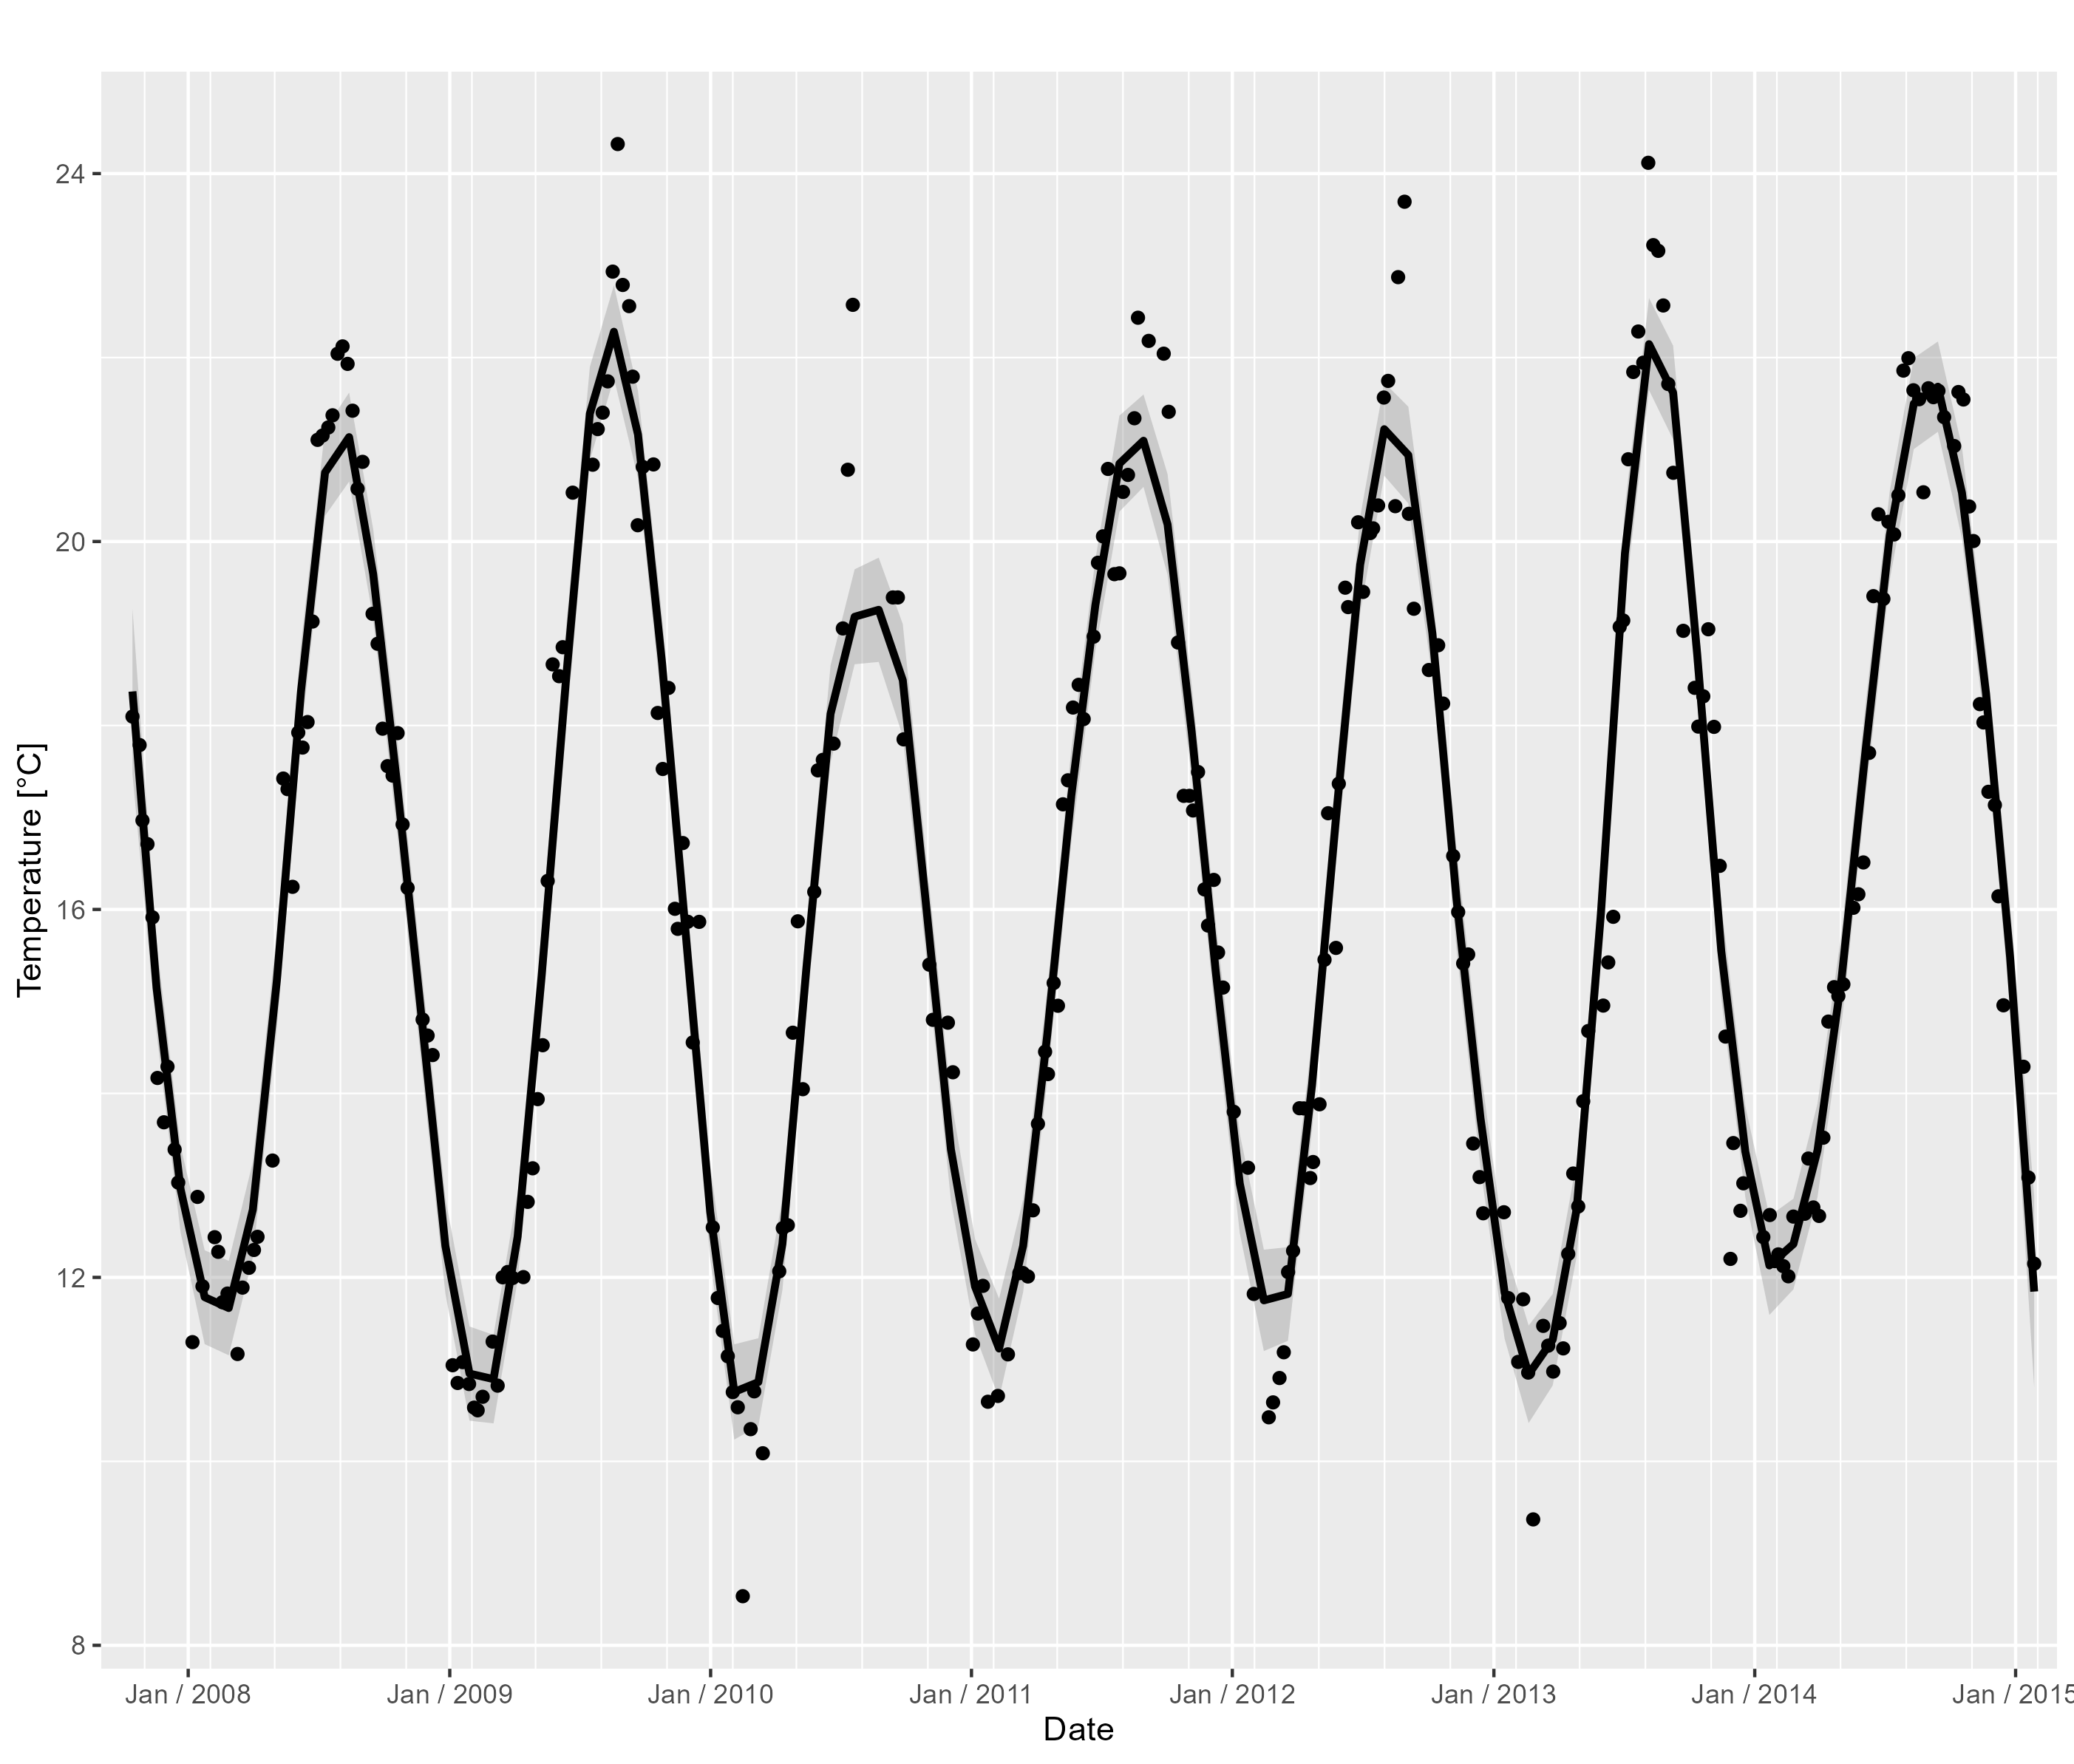 24
20
16
12
8
Temperature [°C]
Jan / 2008
Jan / 2009
Jan / 2010
Jan / 2011
Jan / 2012
Jan / 2013
Jan / 2014
Jan / 2015
Date